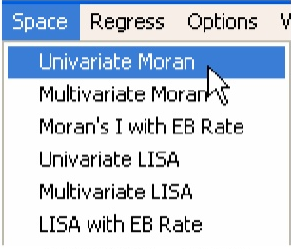 Space Regress Options
Univariate Moran
Multivariate Moran
Moran's I with EB Rate
Univariate LISA
Multivariate LISA
LISA with EB Rate